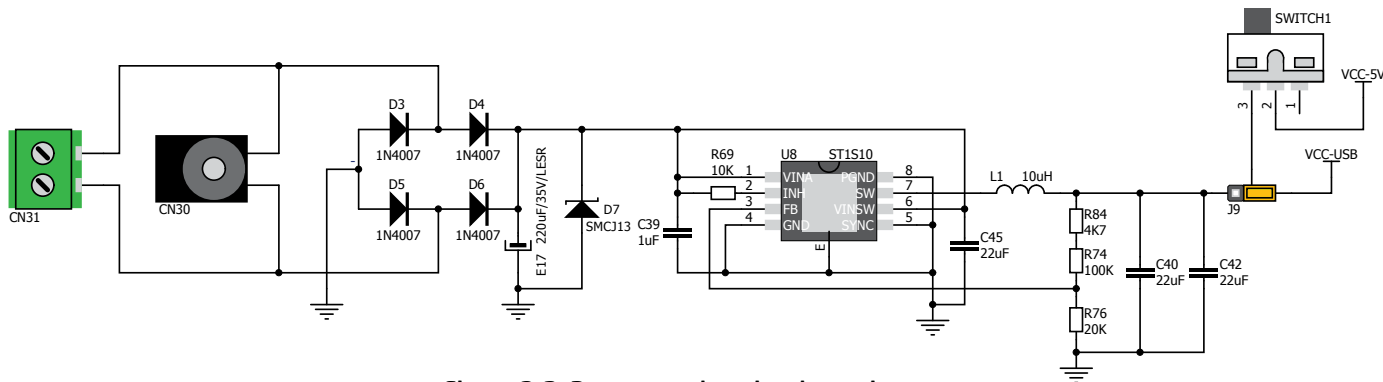 SWITCH1
VCC-5V
3
2
1
D3
D4
1N4007
1N4007
-
D5
D6
1N4007
1N4007
CN31
CN30
E17 220uF/35V/LESR
D7
SMCJ13
R69
10K
C39
1uF
U8
ST1S10
1
2
3
4
VINA
INH
FB
GND
PGND
SW
VINSW
SYNC
8
7
6
5
E
C45
22uF
L1 10uH
R84
4K7
R74
100K
R76
20K
C40
22uF
C42
22uF
VCC-USB
J9